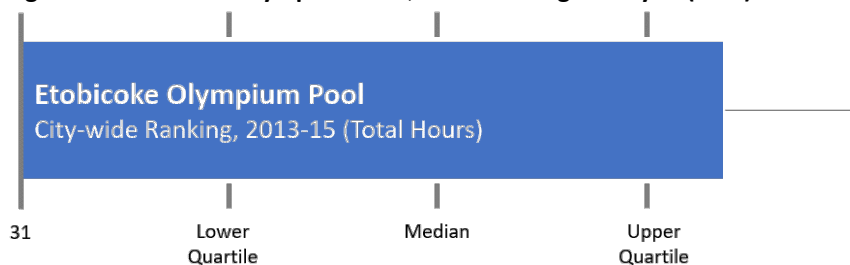 Etobicoke Olympium Pool
City-wide Ranking, 2013-15 (Total Hours)
31
Lower
Quartile
Median
Upper
Quartile